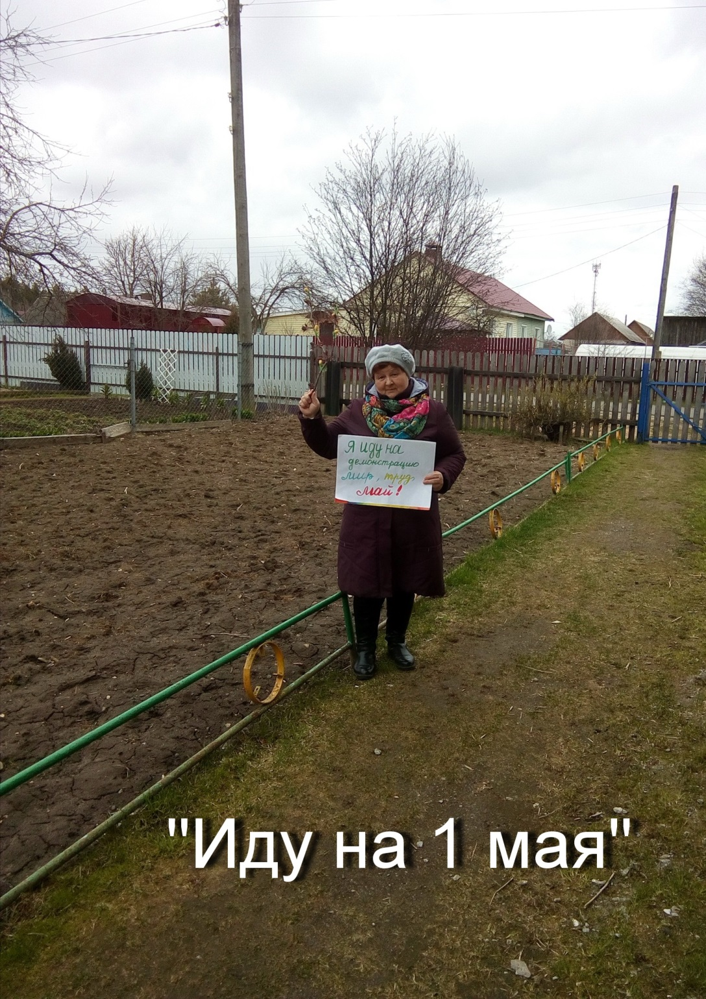 Я иду на
демонстрацию
мир, труд,
май!
"Иду на 1 мая"